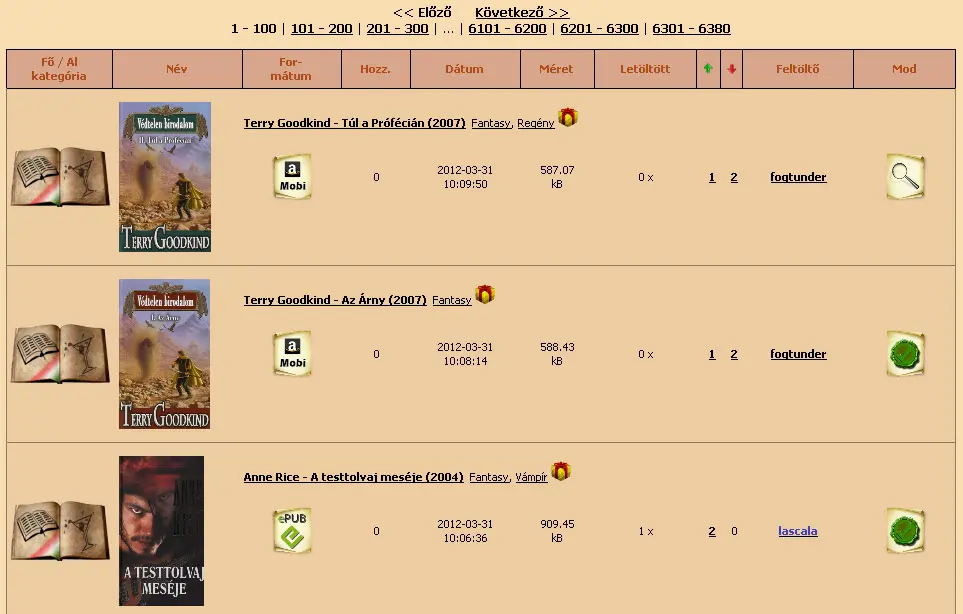 << Előző Következő >>
1 - 100 | 101 - 200 | 201 - 300 | ... | 6101 - 6200 | 6201 - 6300 | 6301 - 6380
Fő / Al kategória Név For- mátum Hozz. Dátum Méret Letöltött Feltöltő Mod
Terry Goodkind - Túl a Prófécián (2007) Fantasy, Regény
Védtelen birodalom
II. Túl a Prófécián
TERRY GOODKIND
a
Mobi
0
2012-03-31
10:09:50
587.07
kB
0 x
1 2
fogtunder
Terry Goodkind - Az Árny (2007) Fantasy
Védtelen birodalom
I. Az Árny
TERRY GOODKIND
a
Mobi
0
2012-03-31
10:08:14
588.43
kB
0 x
1 2
fogtunder
Anne Rice - A testtolvaj meséje (2004) Fantasy, Vámpír
A TESTTOLVAJ
MESÉJE
ePUB
0
2012-03-31
10:06:36
909.45
kB
1 x
2 0
lascala